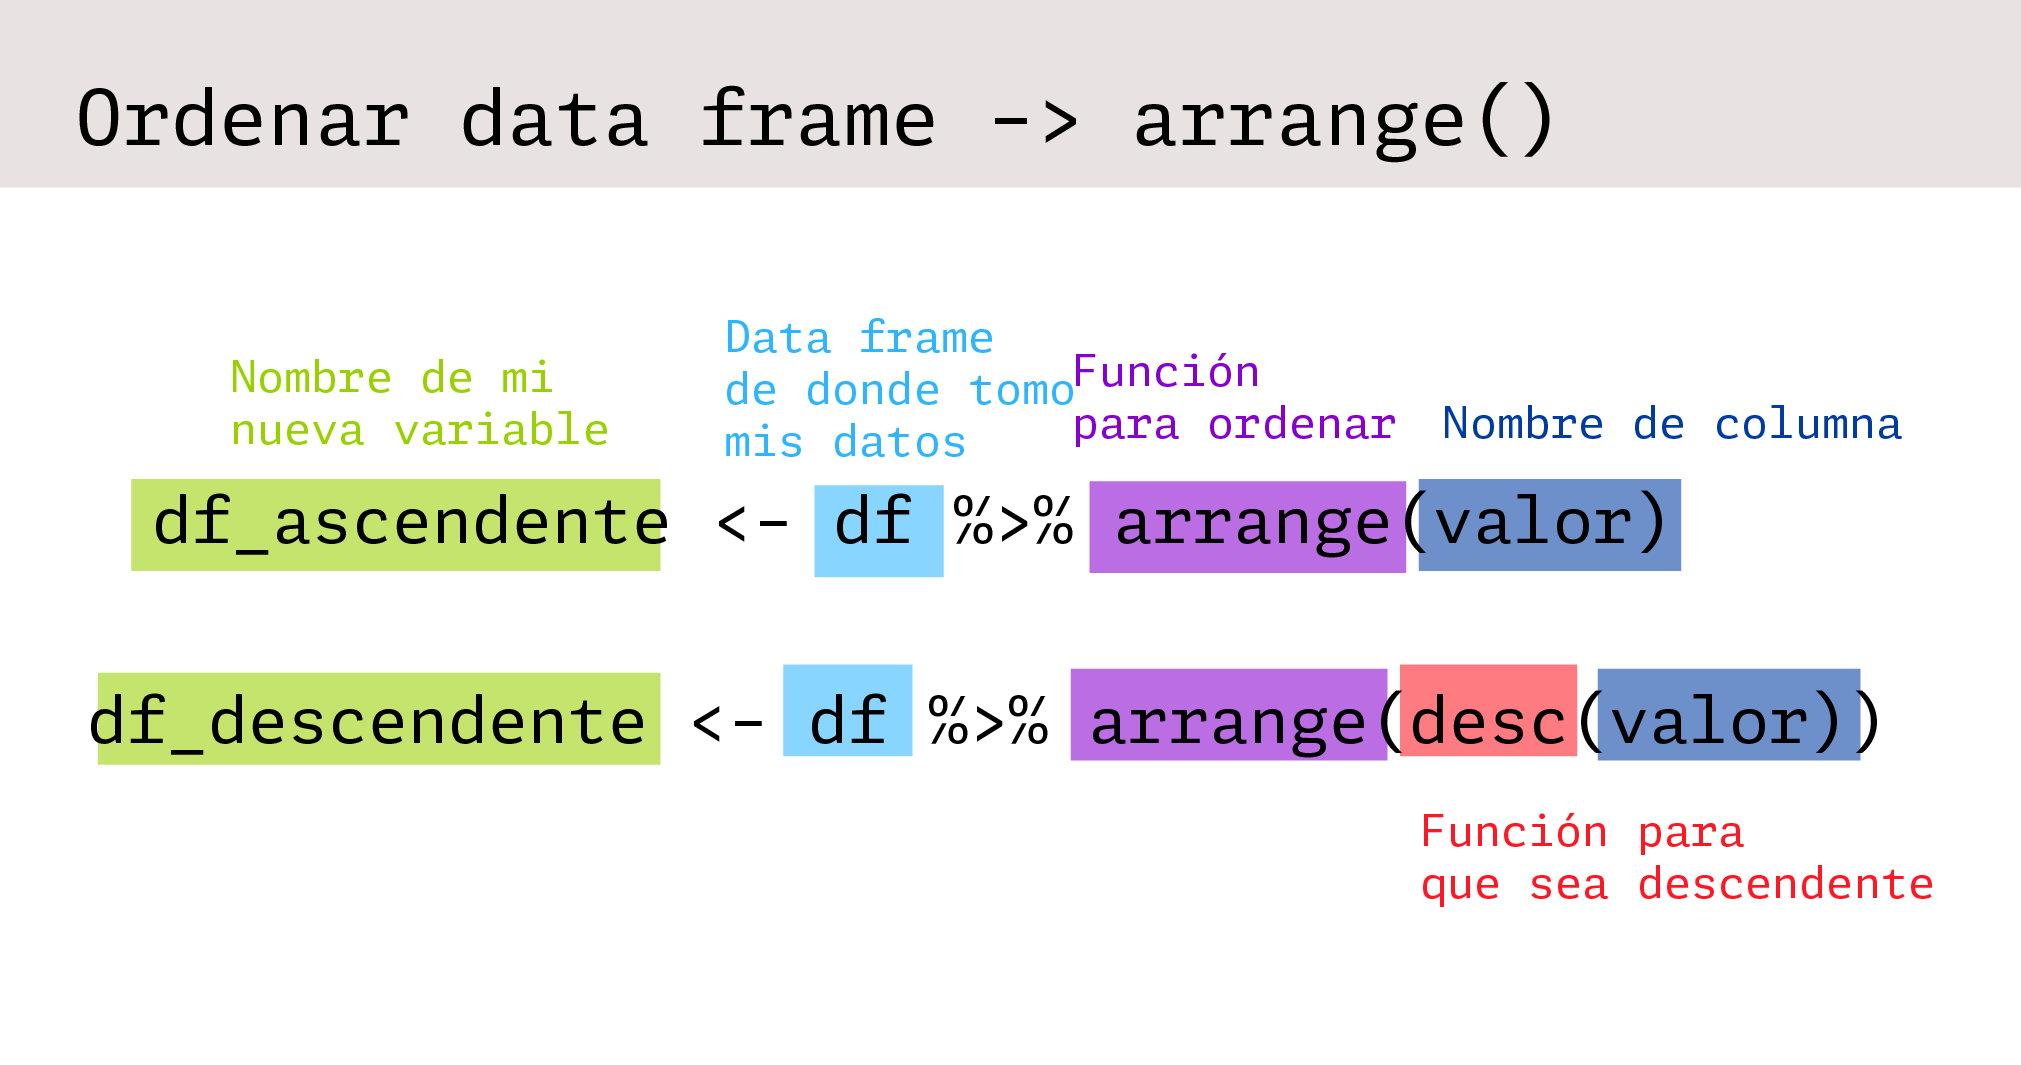 Ordenar data frame -> arrange()
Nombre de mi
nueva variable
Data frame
de donde tomo
mis datos
Función
para ordenar
Nombre de columna
df_ascendente <- df %>% arrange(valor)
df_descendente <- df %>% arrange(desc(valor))
Función para
que sea descendente